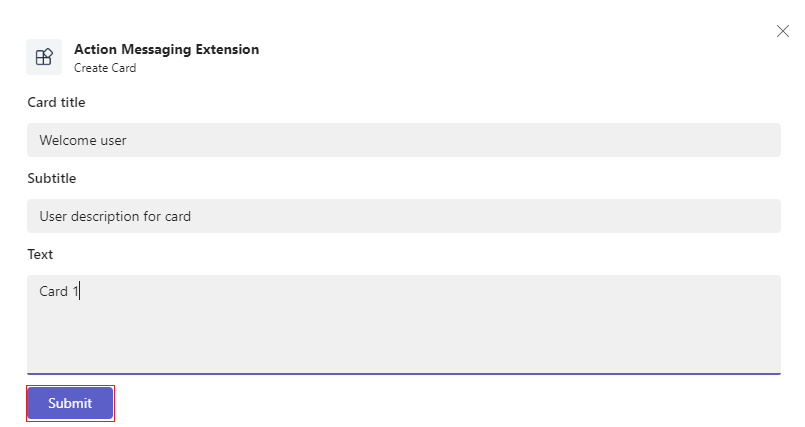 Action Messaging Extension
Create Card
Card title
Welcome user
Subtitle
User description for card
Text
Card 1
Submit